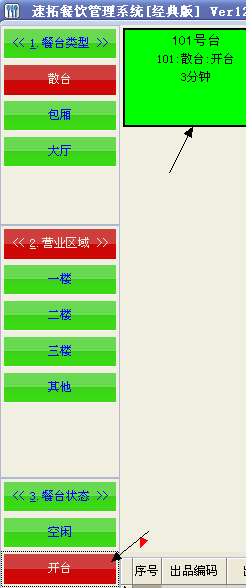 速拓餐饮管理系统[经典版] Ver12
<< 1.餐台类型 >>
散台
包厢
大厅
<< 2.营业区域 >>
一楼
二楼
三楼
其他
<< 3.餐台状态 >>
空闲
开台
101号台
101:散台:开台
3分钟
序号 出品编码